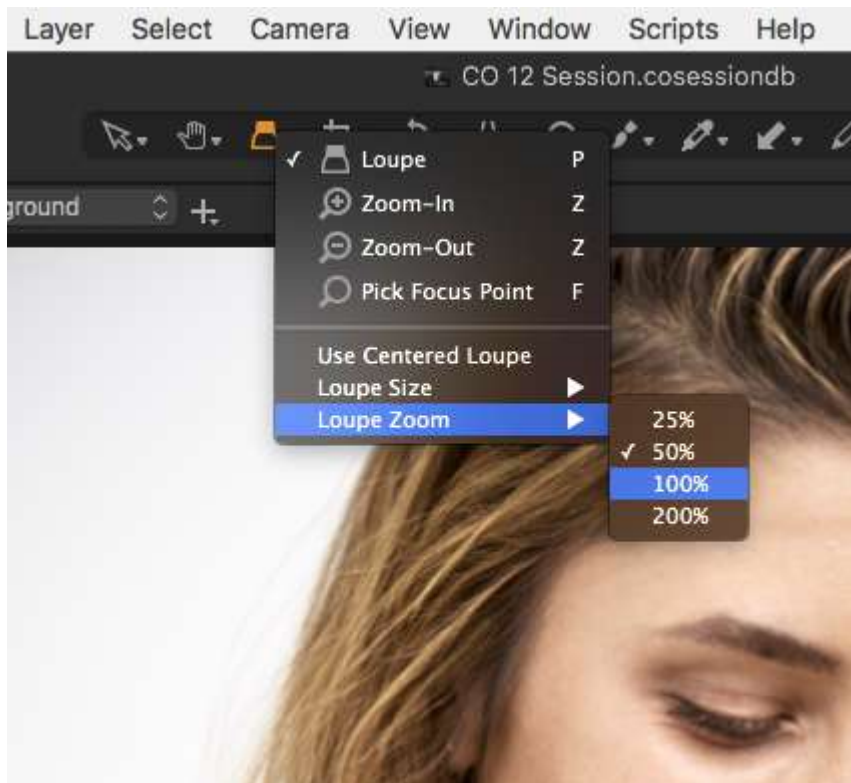 Layer Select Camera View Window Scripts Help
CO 12 Session.cosessiondb
ground
✓ Loupe P
Zoom-In Z
Zoom-Out Z
Pick Focus Point F
Use Centered Loupe
Loupe Size ▶
Loupe Zoom ▶
25%
✓ 50%
100%
200%